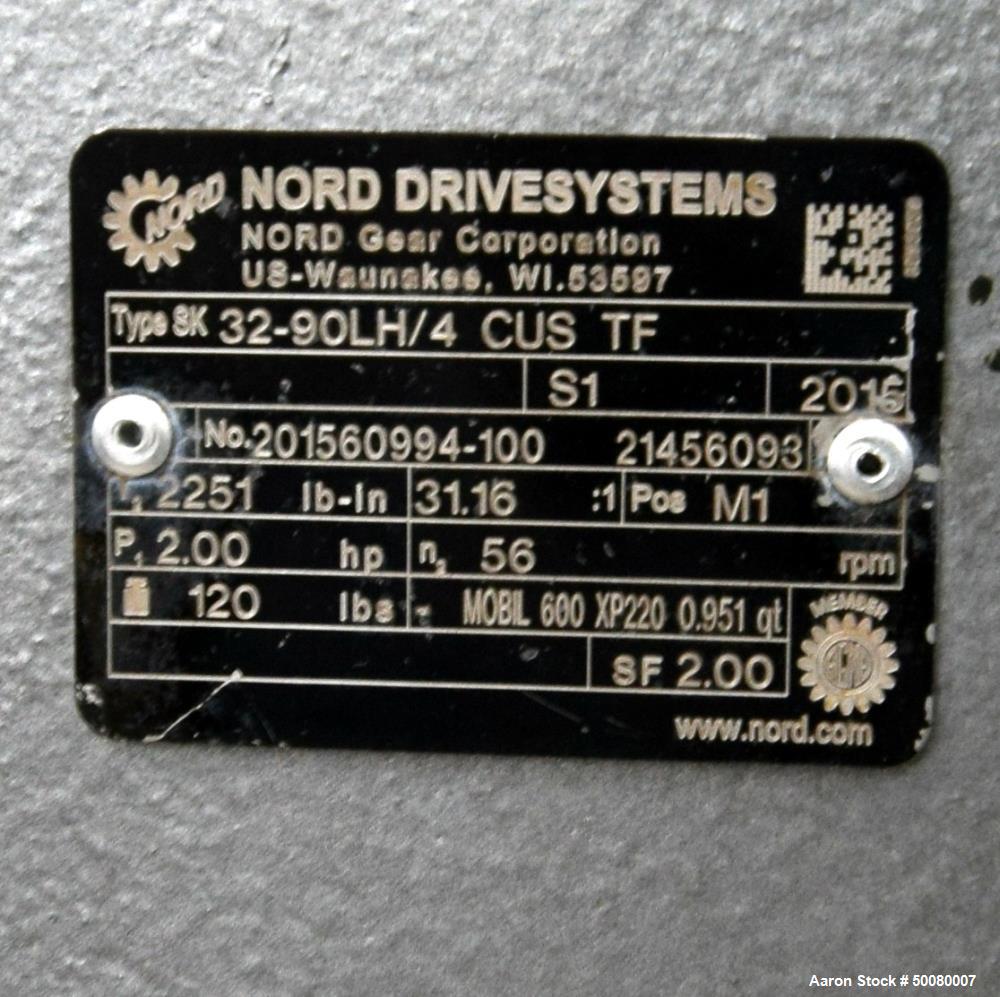 NORD NORD DRIVESYSTEMS
NORD Gear Corporation
US-Waunakee, WI.53597
Type SK 32-90LH/4 CUS TF
S1
No. 201560994-100 21456093
2251 lb-in 31.16 :1 Pos M1
P1 2.00 hp n2 56 rpm
120 lbs - MOBIL 600 XP220 0.951 qt
MEMBER
SF 2.00
www.nord.com
Aaron Stock # 50080007